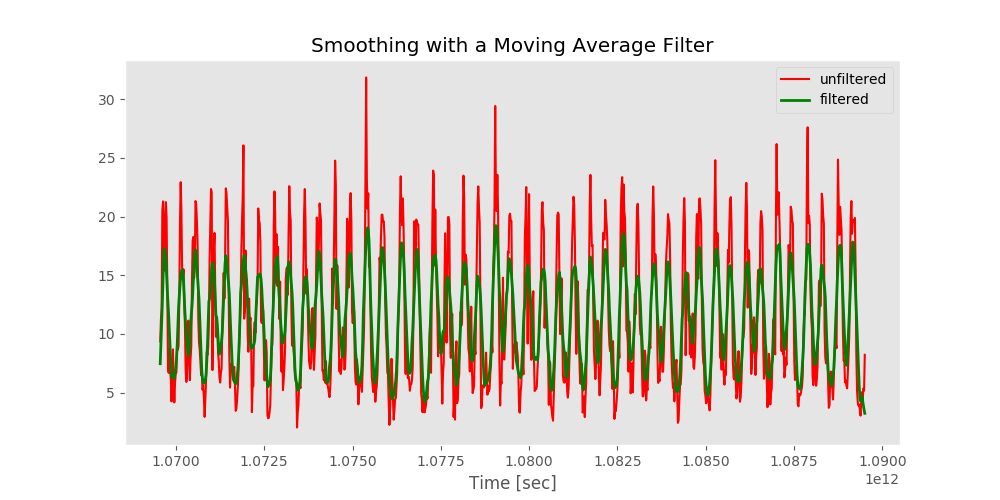 Smoothing with a Moving Average Filter
unfiltered
filtered
30
25
20
15
10
5
1.0700 1.0725 1.0750 1.0775 1.0800 1.0825 1.0850 1.0875 1.0900
1e12
Time [sec]